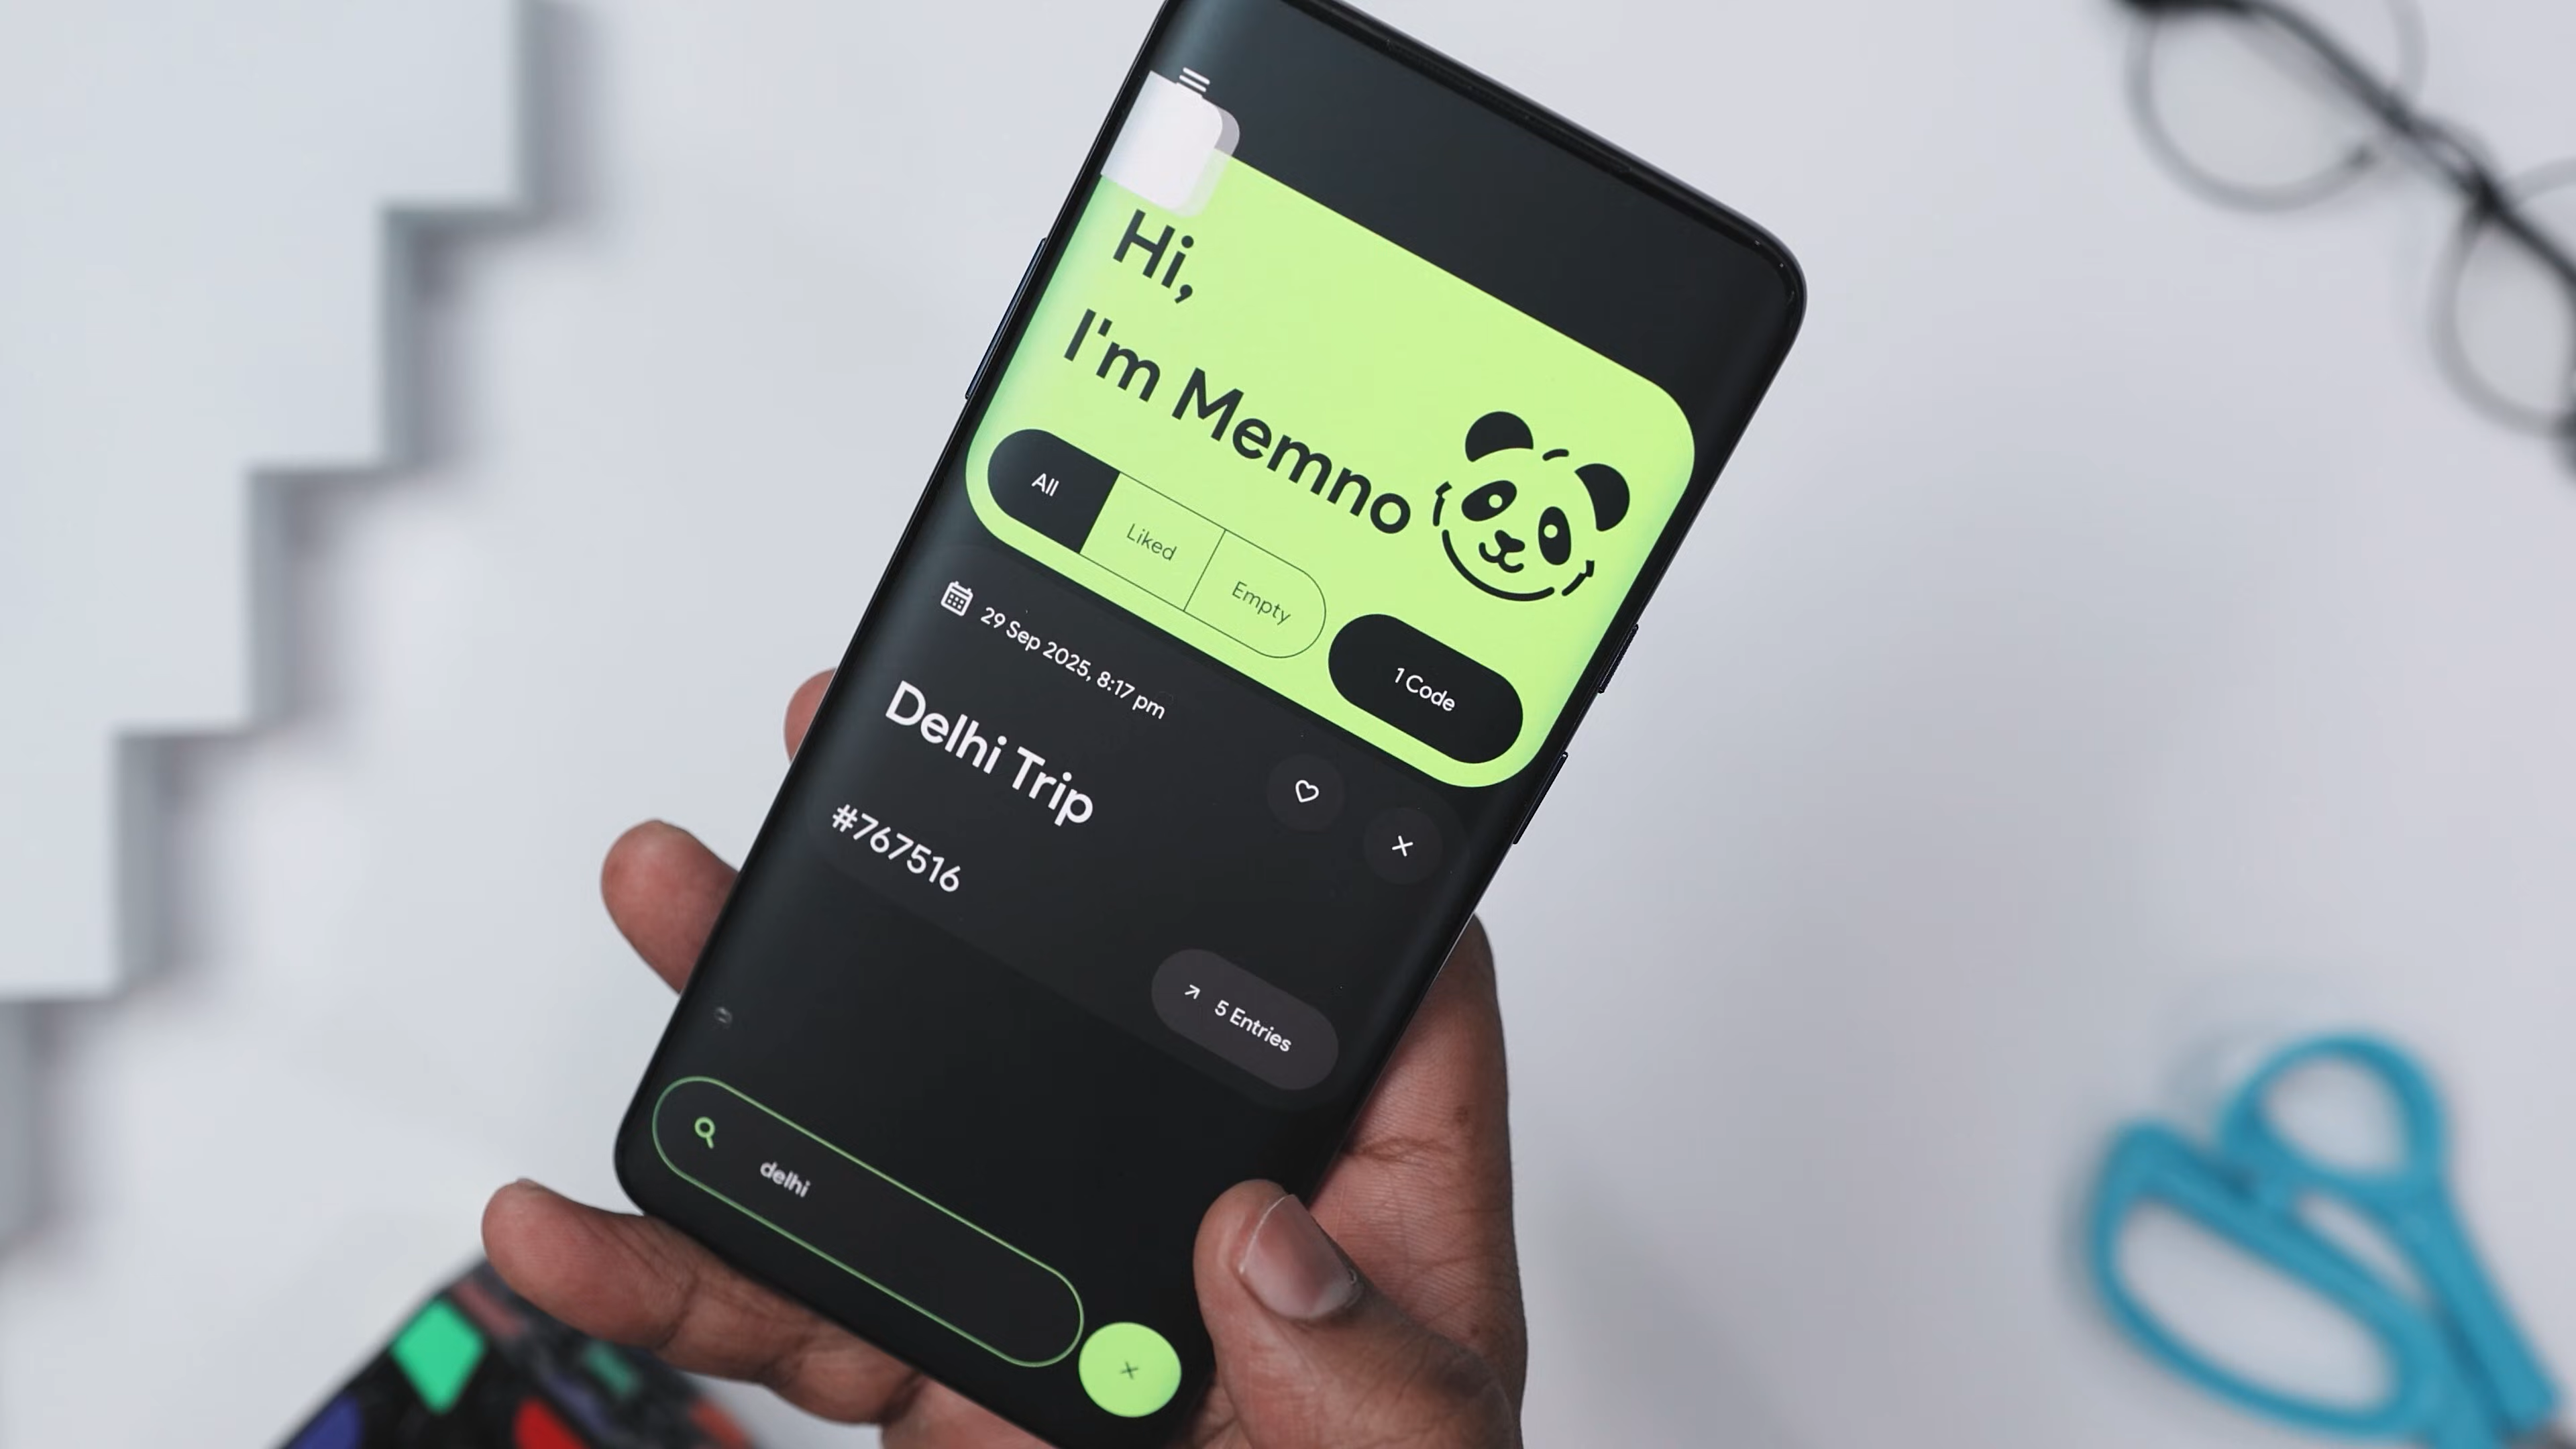 Hi,
I'm Memno
All
Liked
Empty
1 Code
29 Sep 2025, 8:17 pm
Delhi Trip
#767516
5 Entries
delhi